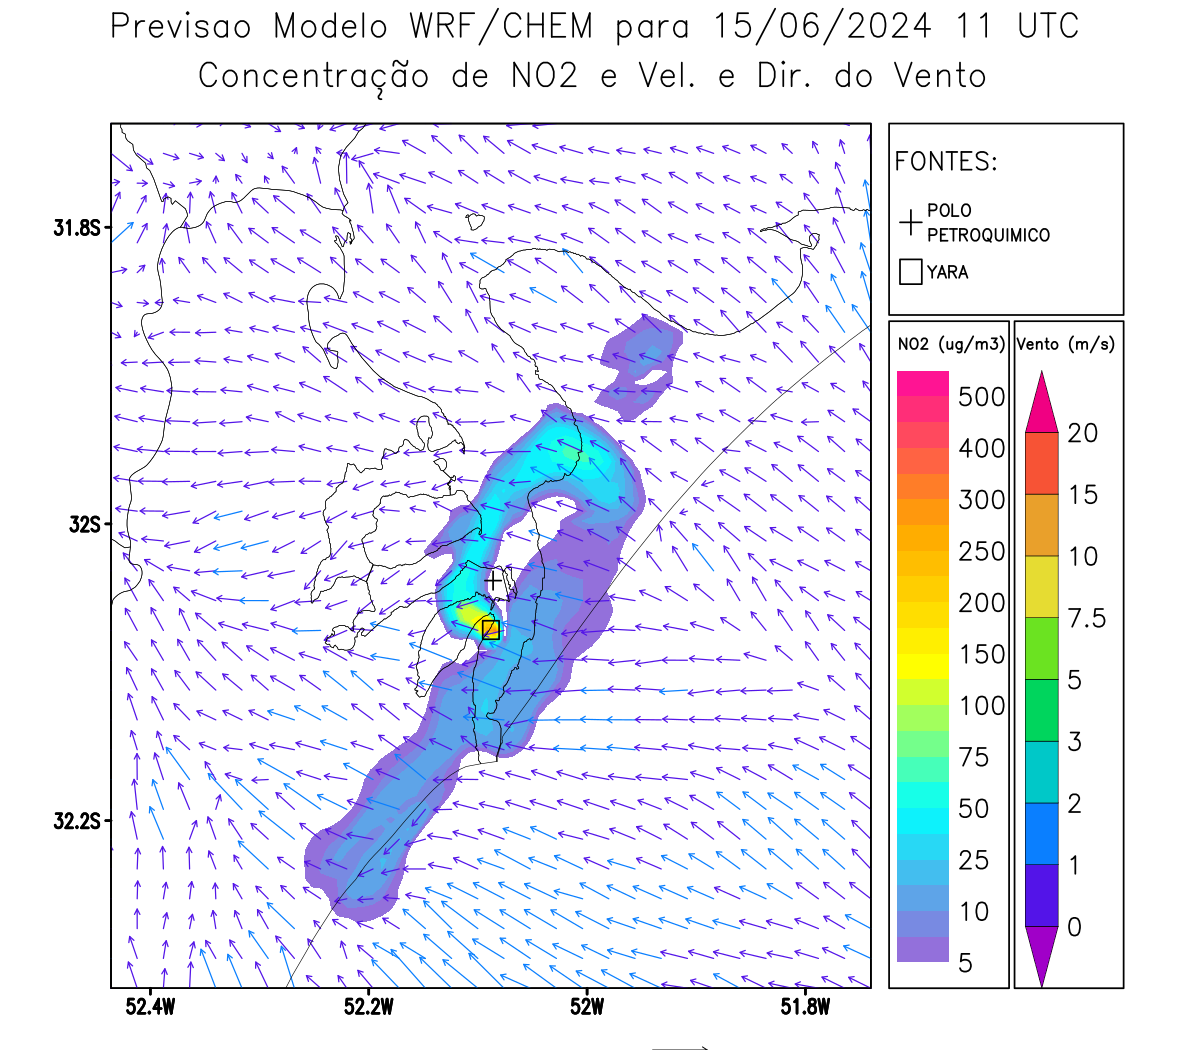 Previsao Modelo WRF/CHEM para 15/06/2024 11 UTC
Concentração de NO2 e Vel. e Dir. do Vento
FONTES:
POLO
PETROQUIMICO
YARA
NO2 (ug/m3)
500
400
300
250
200
150
100
75
50
25
10
5
Vento (m/s)
20
15
10
7.5
5
3
2
1
0
31.8S
32S
32.2S
52.4W
52.2W
52W
51.8W